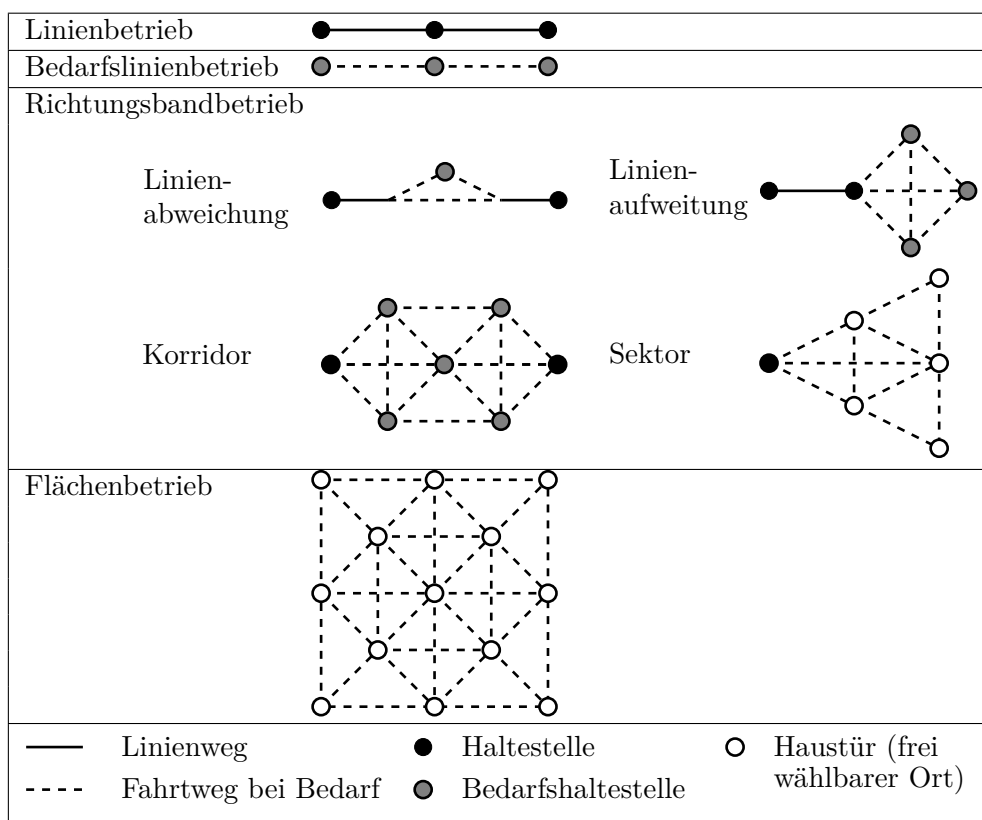 Linienbetrieb
Bedarfslinienbetrieb
Richtungsbandbetrieb
Linien-
abweichung
Linien-
aufweitung
Korridor
Sektor
Flächenbetrieb
Linienweg
Haltestelle
Haustür (frei
wählbarer Ort)
Fahrtweg bei Bedarf
Bedarfshaltestelle